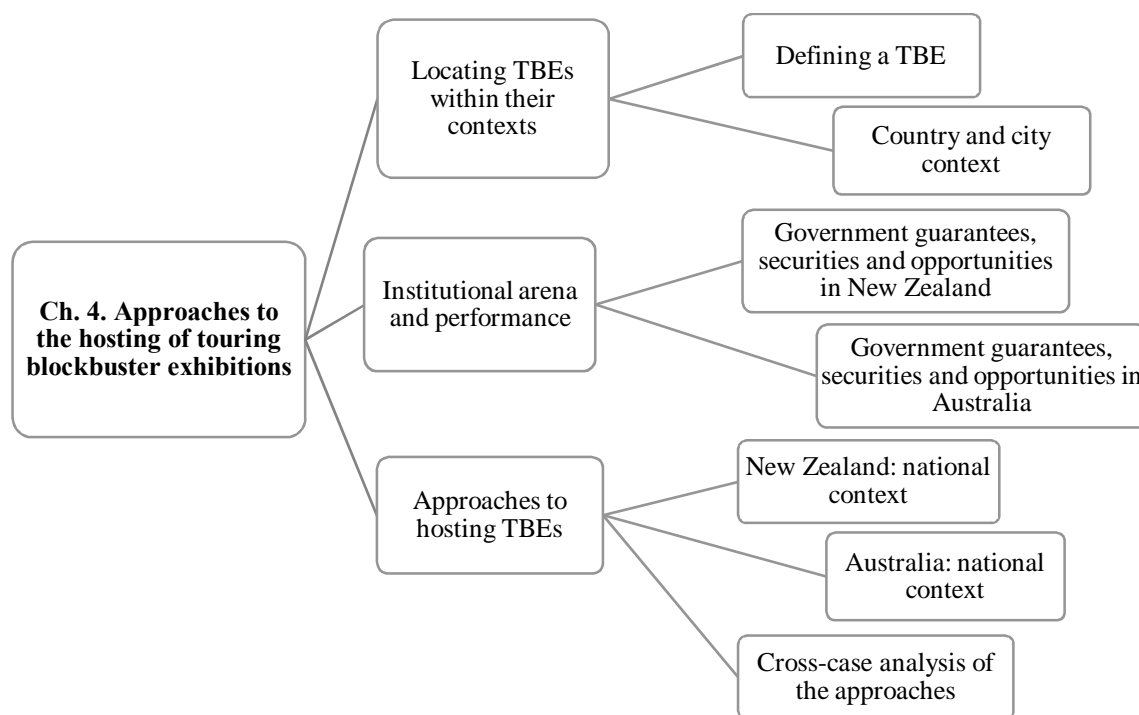 Ch. 4. Approaches to
the hosting of touring
blockbuster exhibitions
Locating TBEs
within their
contexts
Defining a TBE
Country and city
context
Institutional arena
and performance
Government guarantees,
securities and opportunities
in New Zealand
Government guarantees,
securities and opportunities in
Australia
Approaches to
hosting TBEs
New Zealand: national
context
Australia: national
context
Cross-case analysis of
the approaches